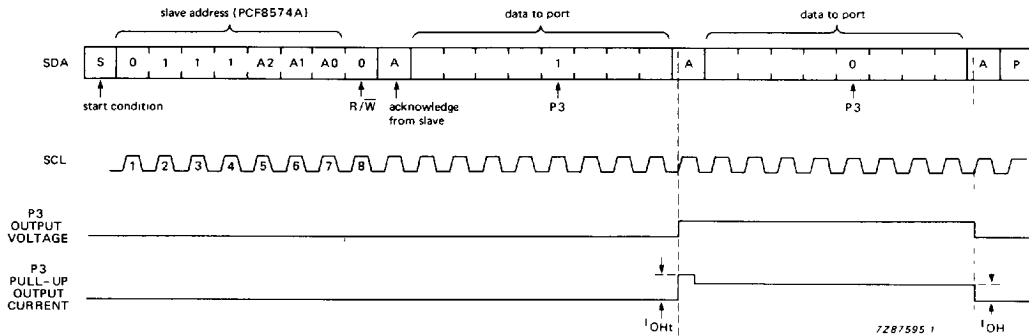 slave address (PCF8574A)
data to port
data to port
SDA
S 0 1 1 1 A2 A1 A0 0 A 1 A 0 A P
start condition
R/W̅
acknowledge
from slave
P3
P3
SCL
1 2 3 4 5 6 7 8
P3
OUTPUT
VOLTAGE
P3
PULL-UP
OUTPUT
CURRENT
IOHt
IOH
7Z87595 1